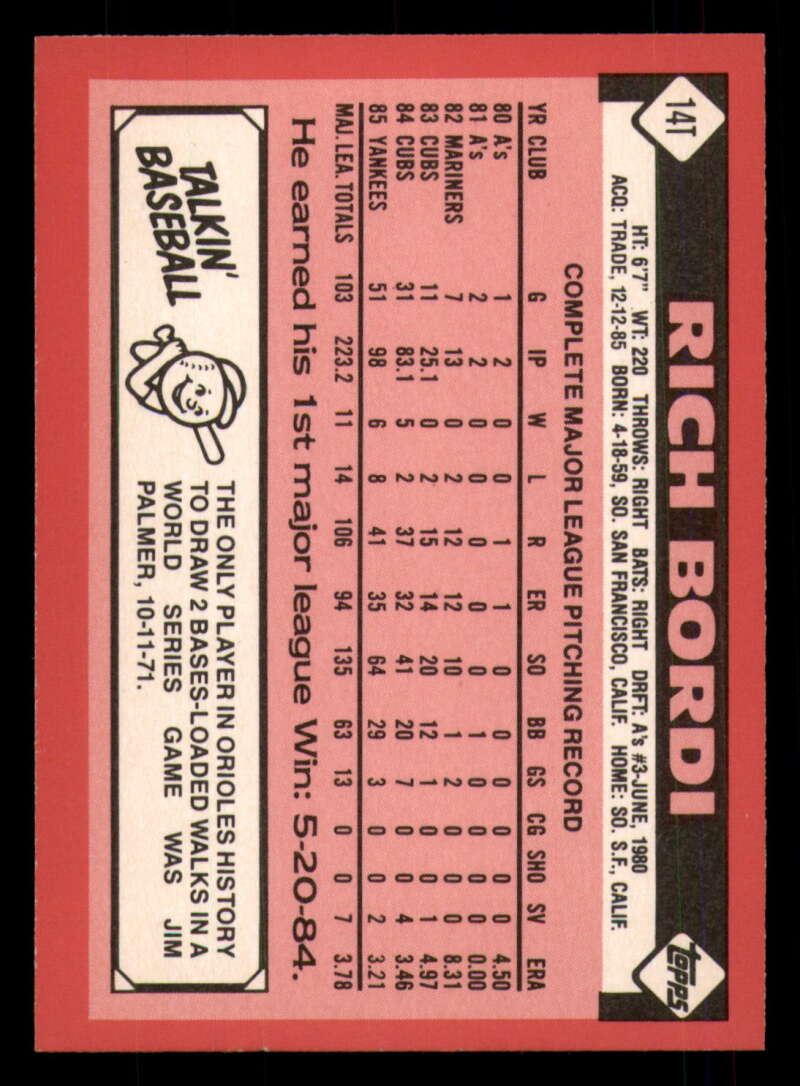 14T
RICH BORDI
topps
HT: 6'7" WT: 220 THROWS: RIGHT BATS: RIGHT DRFT: A's #3-JUNE, 1980
ACQ: TRADE, 12-12-85 BORN: 4-18-59, SO. SAN FRANCISCO, CALIF. HOME: SO. S.F., CALIF.
COMPLETE MAJOR LEAGUE PITCHING RECORD
YR CLUB G IP W L R ER SO BB GS CG SHO SV ERA
80 A's 1 2 0 0 1 1 0 0 0 0 0 0 4.50
81 A's 2 2 0 0 0 0 0 1 0 0 0 0 0.00
82 MARINERS 7 13 0 2 12 12 10 1 2 0 0 0 8.31
83 CUBS 11 25.1 0 2 15 14 20 12 1 0 0 1 4.97
84 CUBS 31 83.1 5 2 37 32 41 20 7 0 0 4 3.46
85 YANKEES 51 98 6 8 41 35 64 29 3 0 0 2 3.21
MAJ. LEA. TOTALS 103 223.2 11 14 106 94 135 63 13 0 0 7 3.78
He earned his 1st major league Win: 5-20-84.
TALKIN'
BASEBALL
THE ONLY PLAYER IN ORIOLES HISTORY
TO DRAW 2 BASES-LOADED WALKS IN A
WORLD SERIES GAME WAS JIM
PALMER, 10-11-71.